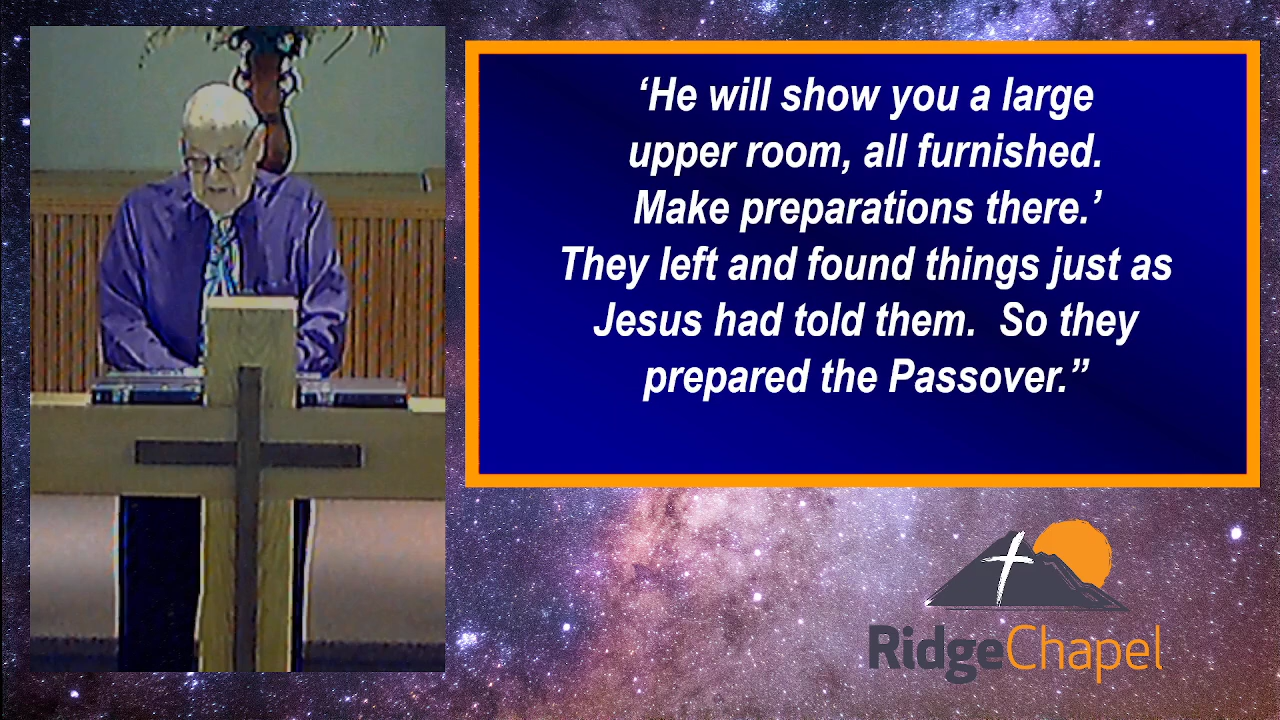 ‘He will show you a large
upper room, all furnished.
Make preparations there.’
They left and found things just as
Jesus had told them.  So they
prepared the Passover.”
RidgeChapel